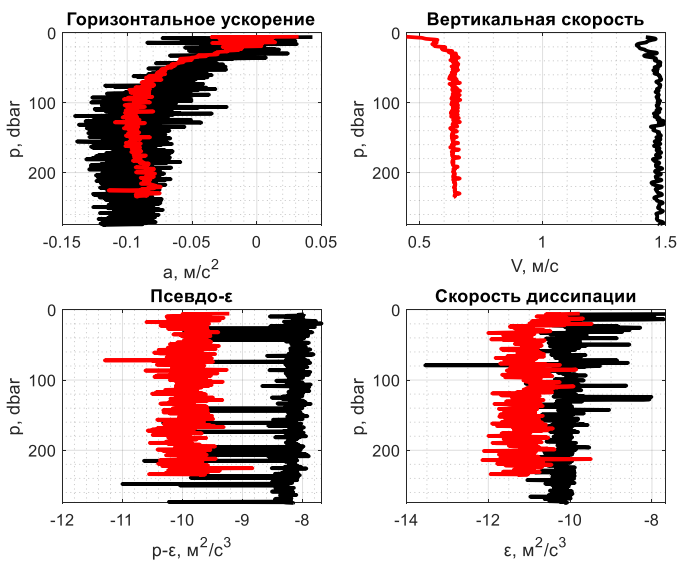 Горизонтальное ускорение
0
100
200
p, dbar
-0.15
-0.1
-0.05
0
0.05
a, м/с²
Вертикальная скорость
0
100
200
p, dbar
0.5
1
1.5
V, м/с
Псевдо-ε
0
100
200
p, dbar
-12
-11
-10
-9
-8
p-ε, м²/с³
Скорость диссипации
0
100
200
p, dbar
-14
-12
-10
-8
ε, м²/с³